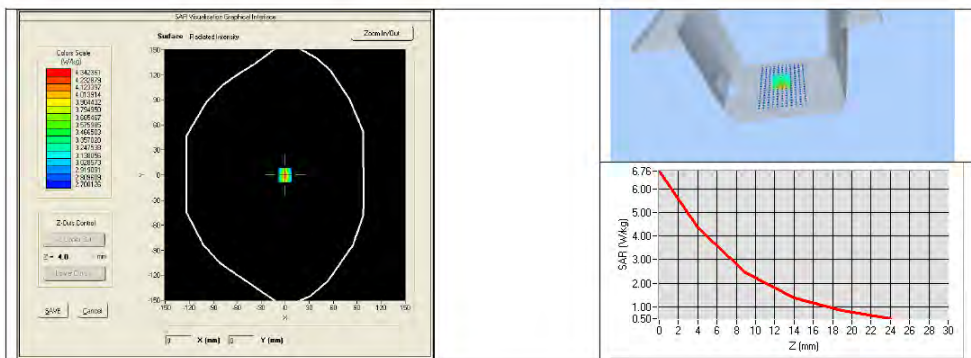 SAR Visualisation Graphical Interface
Surface Radiated Intensity
Zoom In/Out
Colors Scale
(W/kg)
4.342361
4.232879
4.123397
4.013914
3.904432
3.794950
3.685467
3.575985
3.466503
3.357020
3.247538
3.138056
3.028573
2.919091
2.809609
2.700126
150
120
90
60
30
0
-30
-60
-90
-120
-150
Y
-150 -120 -90 -60 -30 0 30 60 90 120 150
X
Z-Cuts Control
Z = 4.0 mm
SAVE
Cancel
0 X (mm) 0 Y (mm)
6.76
6.00
4.00
3.00
2.00
1.00
0.50
SAR (W/kg)
0 2 4 6 8 10 12 14 16 18 20 22 24 26 28 30
Z (mm)